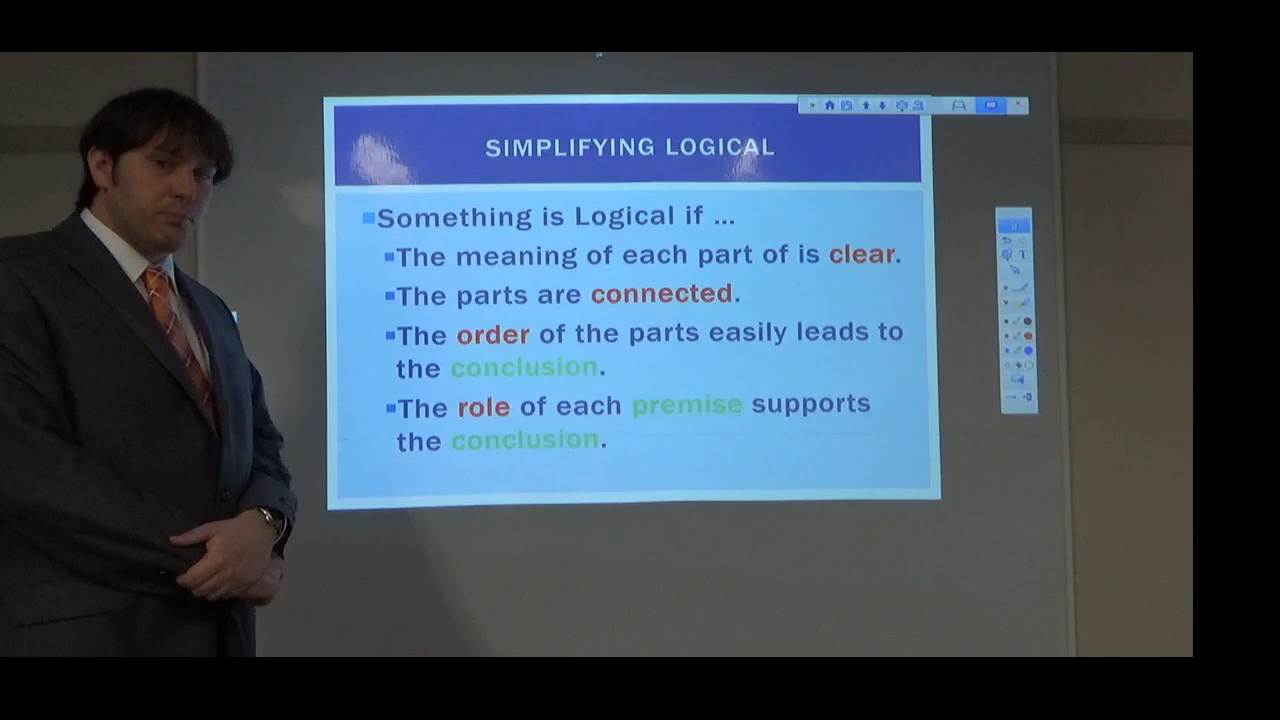 SIMPLIFYING LOGICAL
Something is Logical if ...
The meaning of each part of is clear.
The parts are connected.
The order of the parts easily leads to
the conclusion.
The role of each premise supports
the conclusion.
T